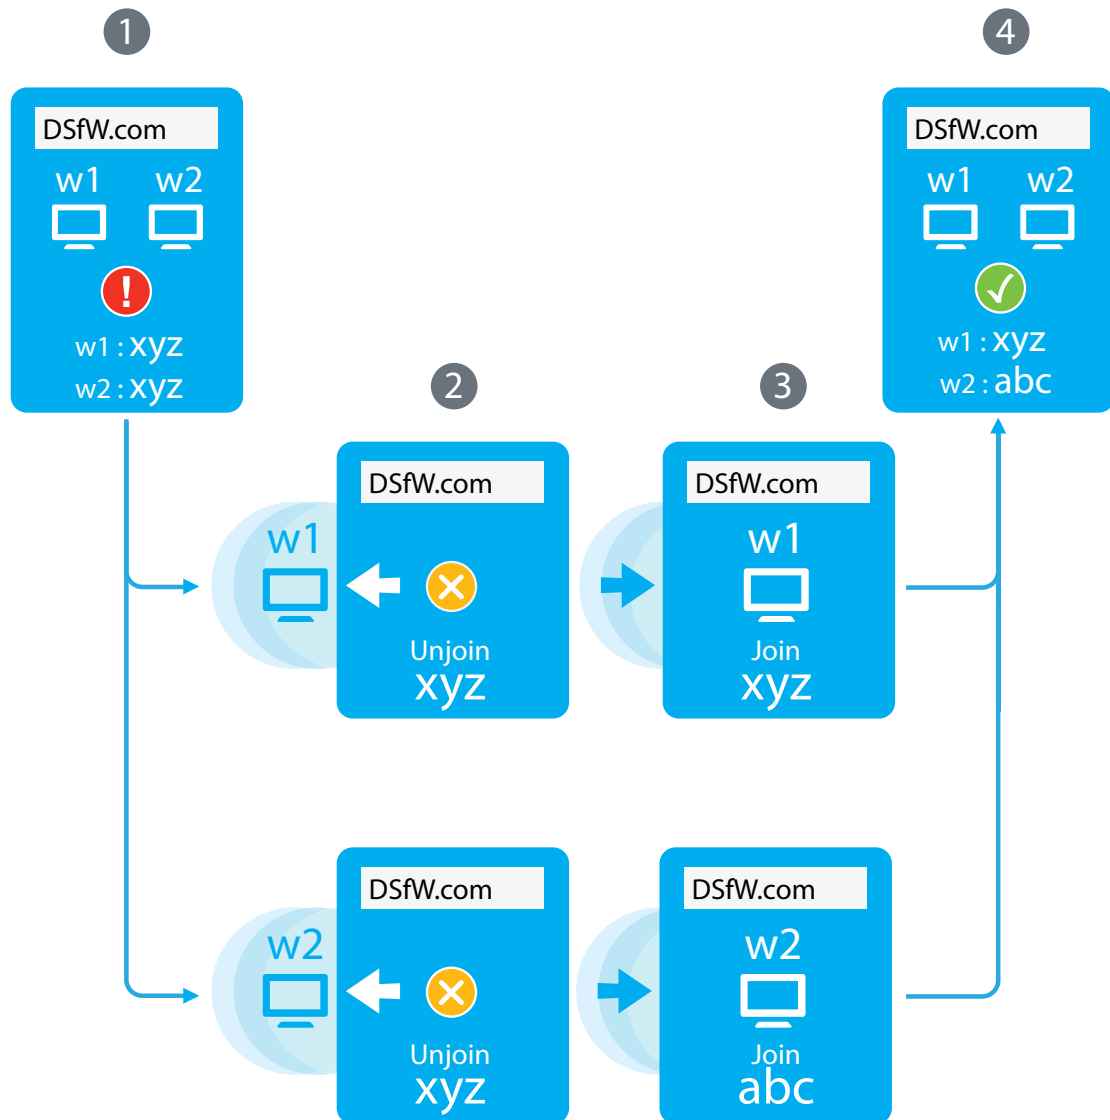 1
DSfW.com
w1 w2
!
w1 : xyz
w2 : xyz
2
DSfW.com
w1
Unjoin
xyz
3
DSfW.com
w1
Join
xyz
4
DSfW.com
w1 w2
w1 : xyz
w2 : abc
DSfW.com
w2
Unjoin
xyz
DSfW.com
w2
Join
abc